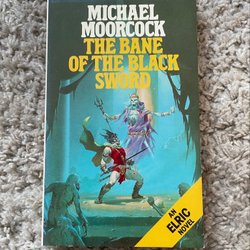 MICHAEL
MOORCOCK
THE BANE
OF THE BLACK
SWORD
AN
ELRIC
NOVEL